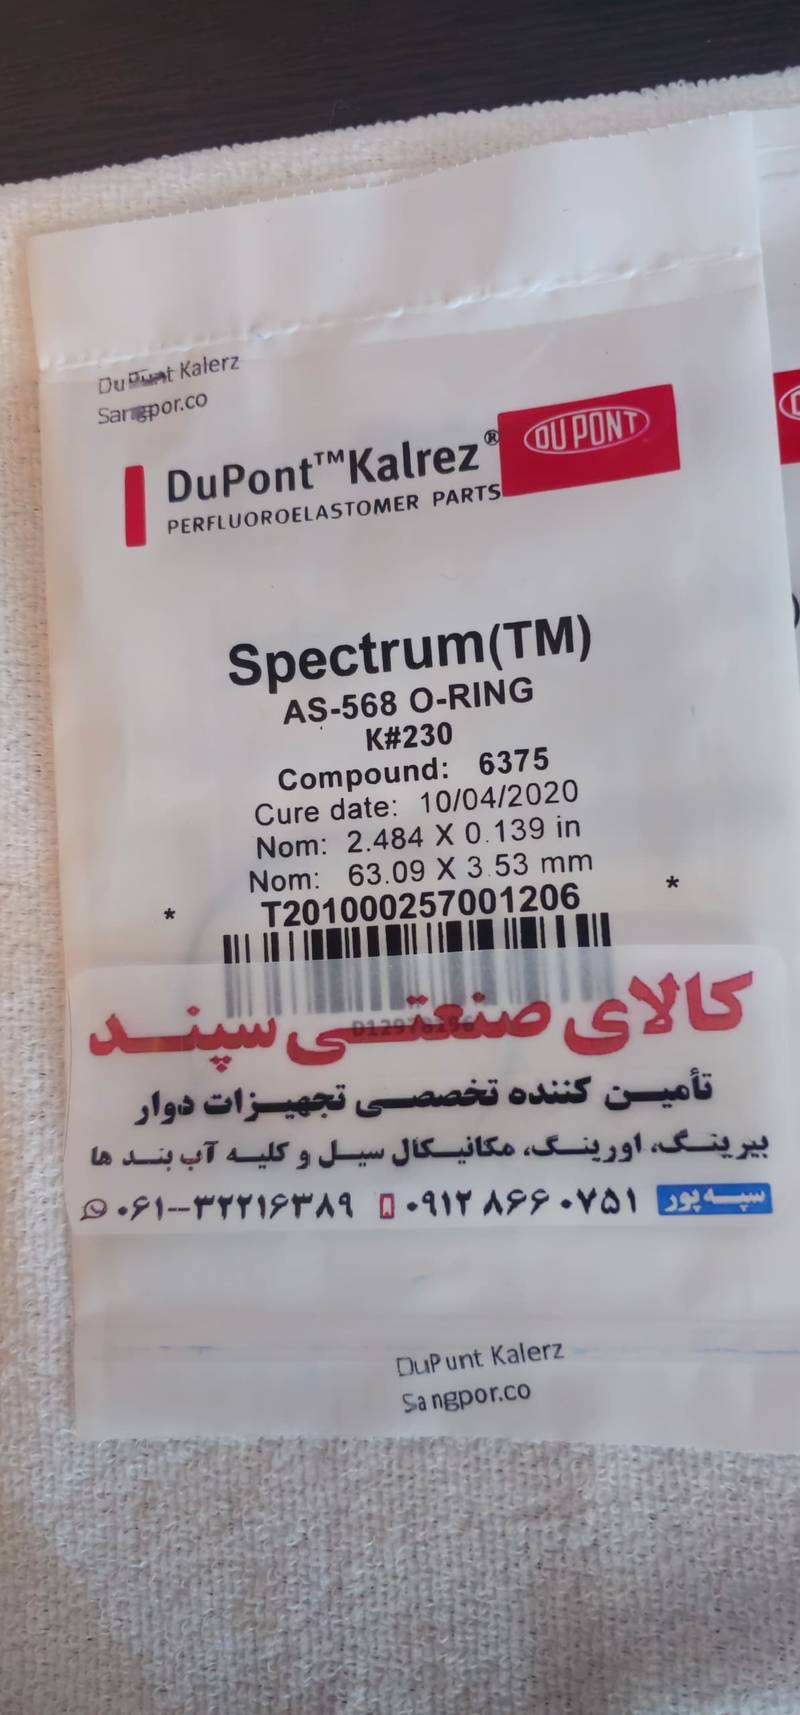 DuPunt Kalerz
Sangpor.co
DuPont™Kalrez®
DU PONT
PERFLUOROELASTOMER PARTS
Spectrum(TM)
AS-568 O-RING
K#230
Compound: 6375
Cure date: 10/04/2020
Nom: 2.484 X 0.139 in
Nom: 63.09 X 3.53 mm
* T201000257001206 *
کالای صنعتی سپند
تأمین کننده تخصصی تجهیزات دوار
بیرینگ، اورینگ، مکانیکال سیل و کلیه آب بند ها
سپه پور ۰۹۱۲ ۸۶۶ ۰۷۵۱ ۰۶۱--۳۲۲۱۶۳۸۹
DuPunt Kalerz
Sangpor.co